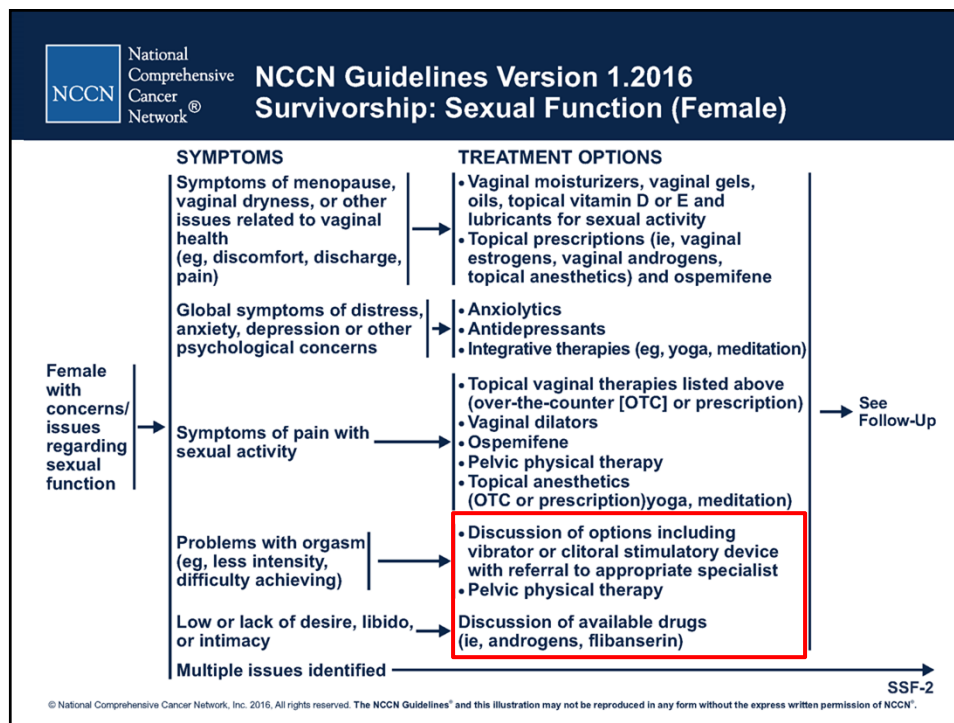 NCCN
National
Comprehensive
Cancer
Network®
NCCN Guidelines Version 1.2016
Survivorship: Sexual Function (Female)
SYMPTOMS
TREATMENT OPTIONS
Female
with
concerns/
issues
regarding
sexual
function
Symptoms of menopause,
vaginal dryness, or other
issues related to vaginal
health
(eg, discomfort, discharge,
pain)
• Vaginal moisturizers, vaginal gels,
oils, topical vitamin D or E and
lubricants for sexual activity
• Topical prescriptions (ie, vaginal
estrogens, vaginal androgens,
topical anesthetics) and ospemifene
Global symptoms of distress,
anxiety, depression or other
psychological concerns
• Anxiolytics
• Antidepressants
• Integrative therapies (eg, yoga, meditation)
Symptoms of pain with
sexual activity
• Topical vaginal therapies listed above
(over-the-counter [OTC] or prescription)
• Vaginal dilators
• Ospemifene
• Pelvic physical therapy
• Topical anesthetics
(OTC or prescription)yoga, meditation)
Problems with orgasm
(eg, less intensity,
difficulty achieving)
• Discussion of options including
vibrator or clitoral stimulatory device
with referral to appropriate specialist
• Pelvic physical therapy
Low or lack of desire, libido,
or intimacy
Discussion of available drugs
(ie, androgens, flibanserin)
Multiple issues identified
See
Follow-Up
SSF-2
© National Comprehensive Cancer Network, Inc. 2016, All rights reserved. The NCCN Guidelines® and this illustration may not be reproduced in any form without the express written permission of NCCN®.